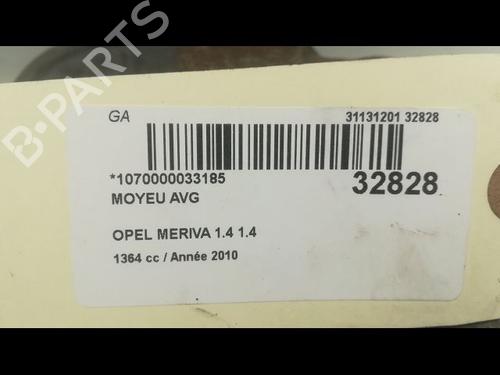 B-PARTS
GA
31131201 32828
*1070000033185
32828
MOYEU AVG
OPEL MERIVA 1.4 1.4
1364 cc / Année 2010